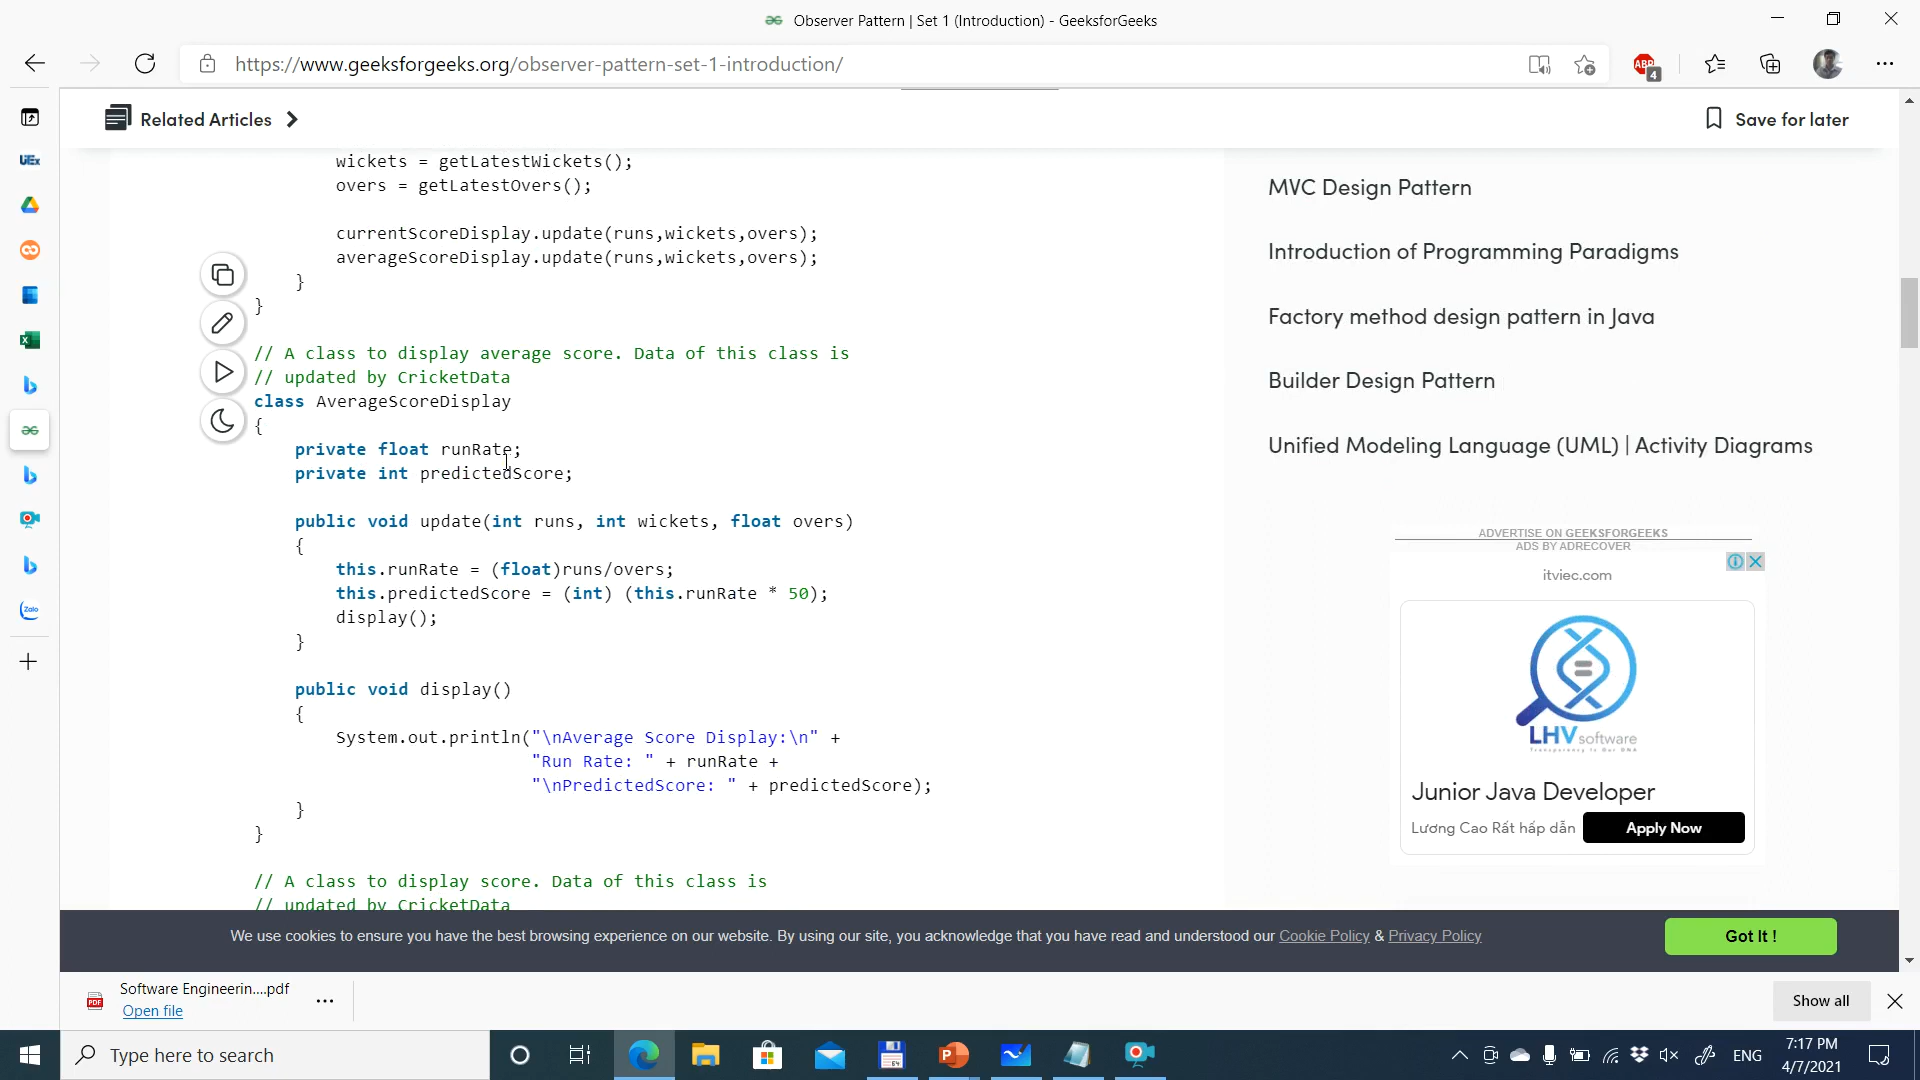 Observer Pattern | Set 1 (Introduction) - GeeksforGeeks
https://www.geeksforgeeks.org/observer-pattern-set-1-introduction/
ABP
4
Related Articles
Save for later
UEx
wickets = getLatestWickets();
overs = getLatestOvers();
currentScoreDisplay.update(runs,wickets,overs);
averageScoreDisplay.update(runs,wickets,overs);
}
}
// A class to display average score. Data of this class is
// updated by CricketData
class AverageScoreDisplay
{
private float runRate;
private int predictedScore;
public void update(int runs, int wickets, float overs)
{
this.runRate = (float)runs/overs;
this.predictedScore = (int) (this.runRate * 50);
display();
}
public void display()
{
System.out.println("\nAverage Score Display:\n" +
"Run Rate: " + runRate +
"\nPredictedScore: " + predictedScore);
}
}
// A class to display score. Data of this class is
// updated by CricketData
MVC Design Pattern
Introduction of Programming Paradigms
Factory method design pattern in Java
Builder Design Pattern
Unified Modeling Language (UML) | Activity Diagrams
ADVERTISE ON GEEKSFORGEEKS
ADS BY ADRECOVER
itviec.com
LHV software
Transparency Is Our DNA
Junior Java Developer
Lương Cao Rất hấp dẫn
Apply Now
Zalo
We use cookies to ensure you have the best browsing experience on our website. By using our site, you acknowledge that you have read and understood our Cookie Policy & Privacy Policy
Got It !
PDF
Software Engineerin....pdf
Open file
Show all
Type here to search
ENG
7:17 PM
4/7/2021